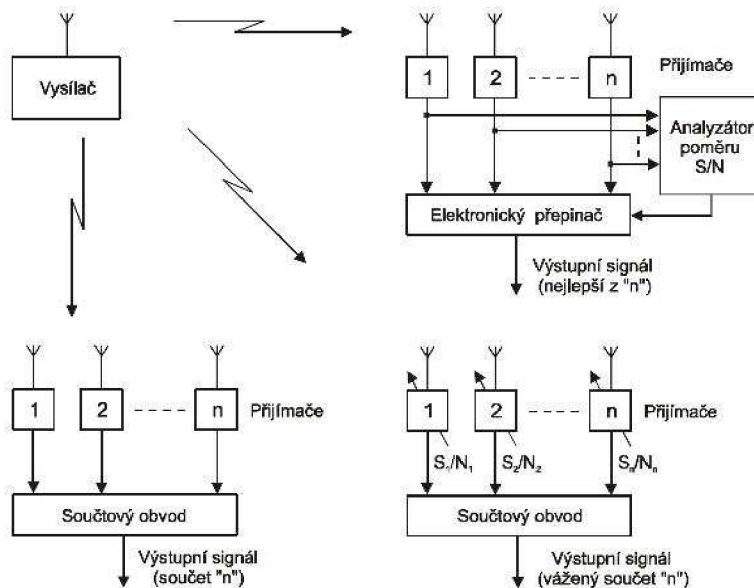 Vysílač
1
2
n
Přijímače
Analyzátor
poměru
S/N
Elektronický přepinač
Výstupní signál
(nejlepší z "n")
1
2
n
Přijímače
Součtový obvod
Výstupní signál
(součet "n")
1
2
n
Přijímače
S₁/N₁
S₂/N₂
Sₙ/Nₙ
Součtový obvod
Výstupní signál
(vážený součet "n")